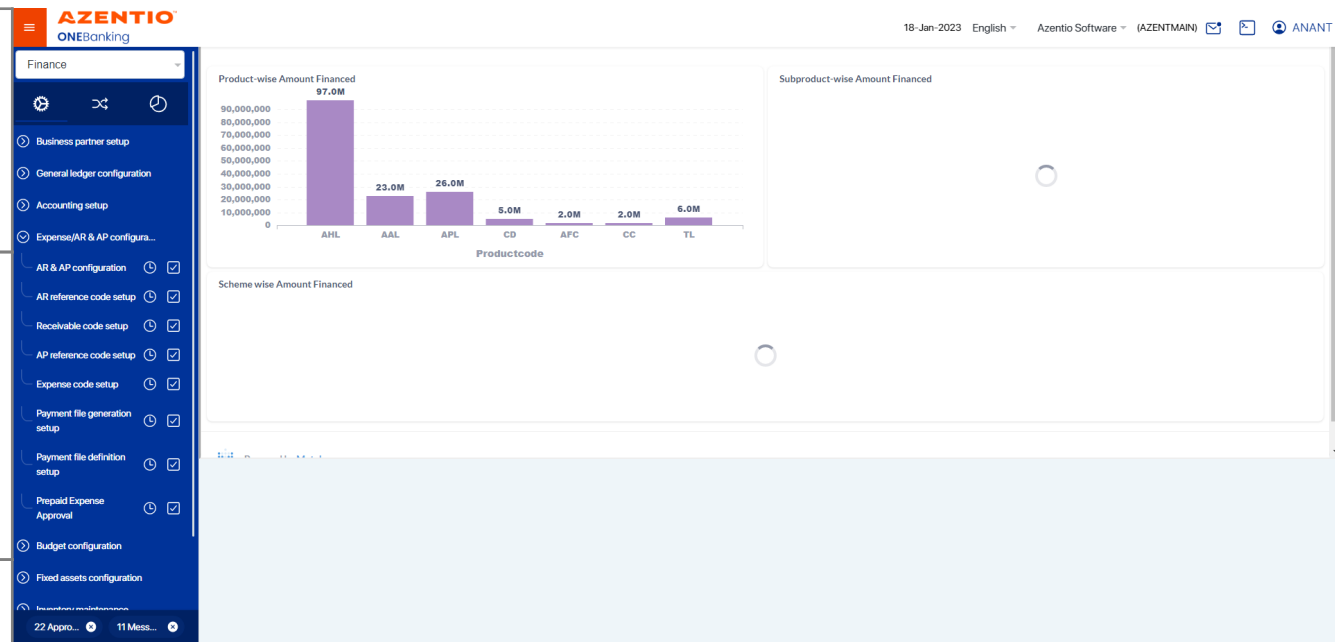 AZENTIO
ONEBanking
18-Jan-2023 English Azentio Software (AZENTMAIN) ANANT
Finance
Business partner setup
General ledger configuration
Accounting setup
Expense/AR & AP configura...
AR & AP configuration
AR reference code setup
Receivable code setup
AP reference code setup
Expense code setup
Payment file generation
setup
Payment file definition
setup
Prepaid Expense
Approval
Budget configuration
Fixed assets configuration
Inventory maintenance
22 Appro... 11 Mess...
Product-wise Amount Financed
97.0M
90,000,000
80,000,000
70,000,000
60,000,000
50,000,000
40,000,000
30,000,000
23.0M
26.0M
20,000,000
10,000,000
5.0M
2.0M
2.0M
6.0M
0
AHL AAL APL CD AFC CC TL
Productcode
Subproduct-wise Amount Financed
Scheme wise Amount Financed